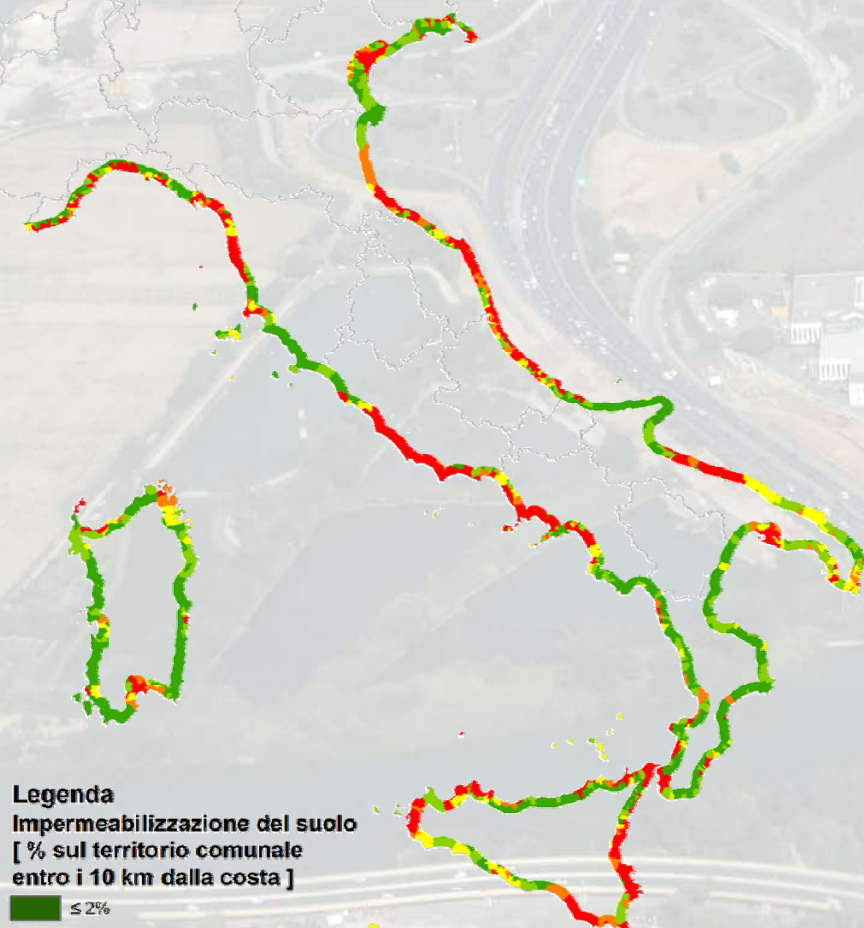 Legenda
Impermeabilizzazione del suolo
[ % sul territorio comunale
entro i 10 km dalla costa ]
≤ 2%